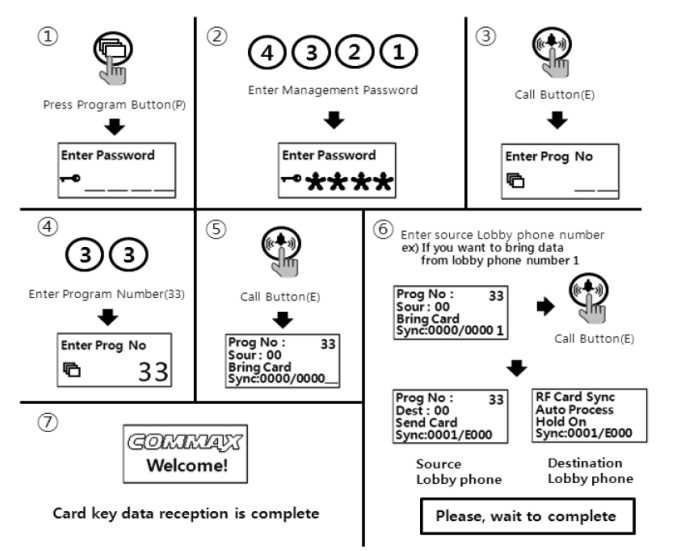 ①
Press Program Button(P)
Enter Password
②
4 3 2 1
Enter Management Password
Enter Password
③
Call Button(E)
Enter Prog No
④
3 3
Enter Program Number(33)
Enter Prog No
33
⑤
Call Button(E)
Prog No : 33
Sour : 00
Bring Card
Sync:0000/0000__
⑥
Enter source Lobby phone number
ex) If you want to bring data
from lobby phone number 1
Prog No : 33
Sour : 00
Bring Card
Sync:0000/0000 1
Call Button(E)
Prog No : 33
Dest : 00
Send Card
Sync:0001/E000
Source
Lobby phone
RF Card Sync
Auto Process
Hold On
Sync:0001/E000
Destination
Lobby phone
Please, wait to complete
⑦
COMMAX
Welcome!
Card key data reception is complete